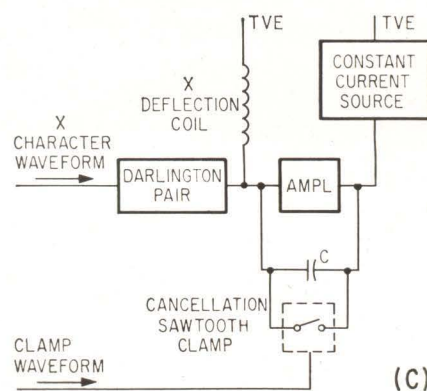 TVE
TVE
CONSTANT
CURRENT
SOURCE
X
DEFLECTION
COIL
X
CHARACTER
WAVEFORM
DARLINGTON
PAIR
AMPL
C
CANCELLATION
SAWTOOTH
CLAMP
CLAMP
WAVEFORM
(C)